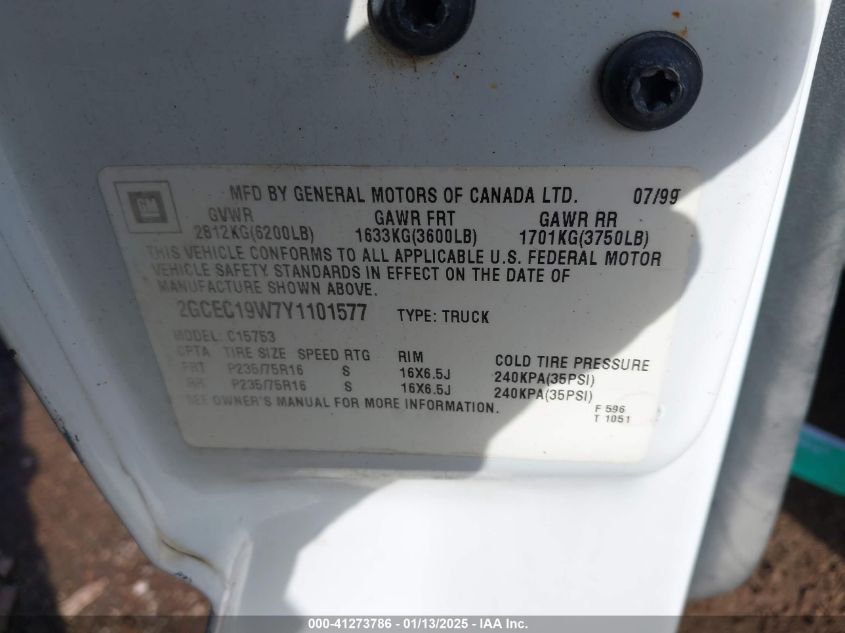 GM
MFD BY GENERAL MOTORS OF CANADA LTD. 07/99
GVWR GAWR FRT GAWR RR
2812KG(6200LB) 1633KG(3600LB) 1701KG(3750LB)
THIS VEHICLE CONFORMS TO ALL APPLICABLE U.S. FEDERAL MOTOR
VEHICLE SAFETY STANDARDS IN EFFECT ON THE DATE OF
MANUFACTURE SHOWN ABOVE.
2GCEC19W7Y1101577 TYPE: TRUCK
MODEL: C15753
CPTA TIRE SIZE SPEED RTG RIM COLD TIRE PRESSURE
FRT P235/75R16 S 16X6.5J 240KPA(35PSI)
RR P235/75R16 S 16X6.5J 240KPA(35PSI)
SEE OWNER'S MANUAL FOR MORE INFORMATION.
F 596
T 1051
000-41273786 - 01/13/2025 - IAA Inc.